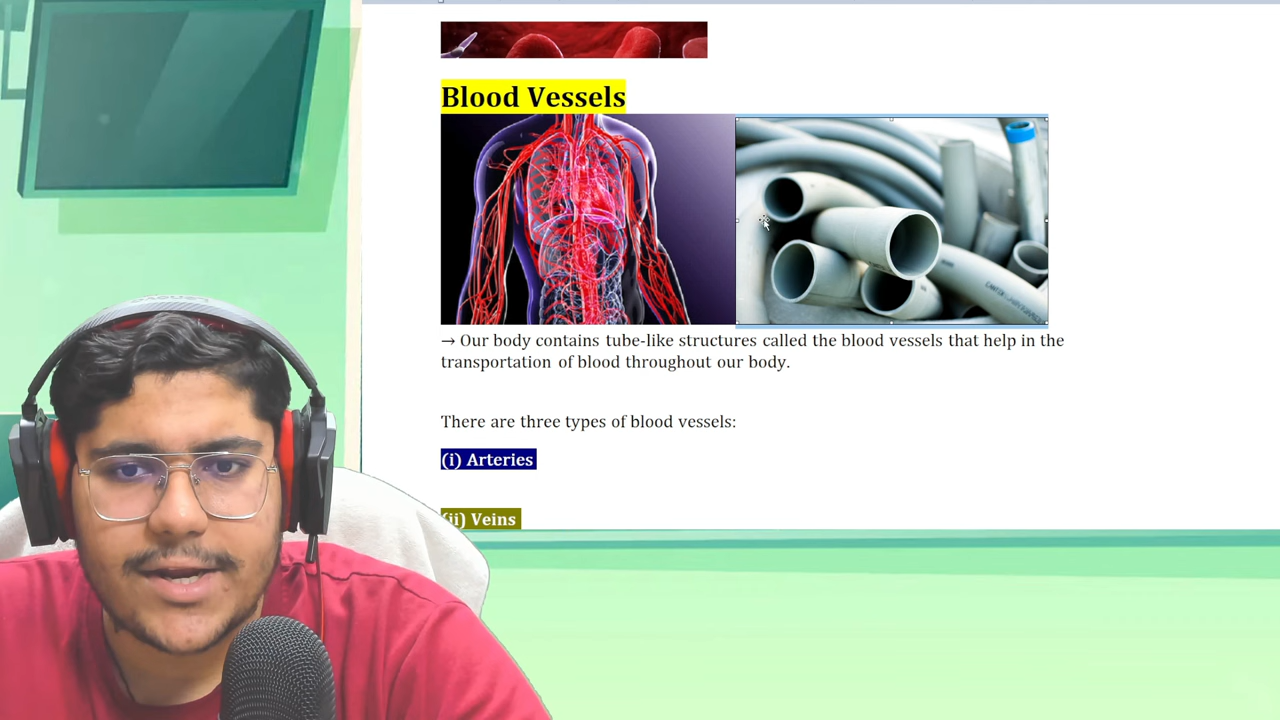 Blood Vessels
→ Our body contains tube-like structures called the blood vessels that help in the
transportation of blood throughout our body.
There are three types of blood vessels:
(i) Arteries
(ii) Veins